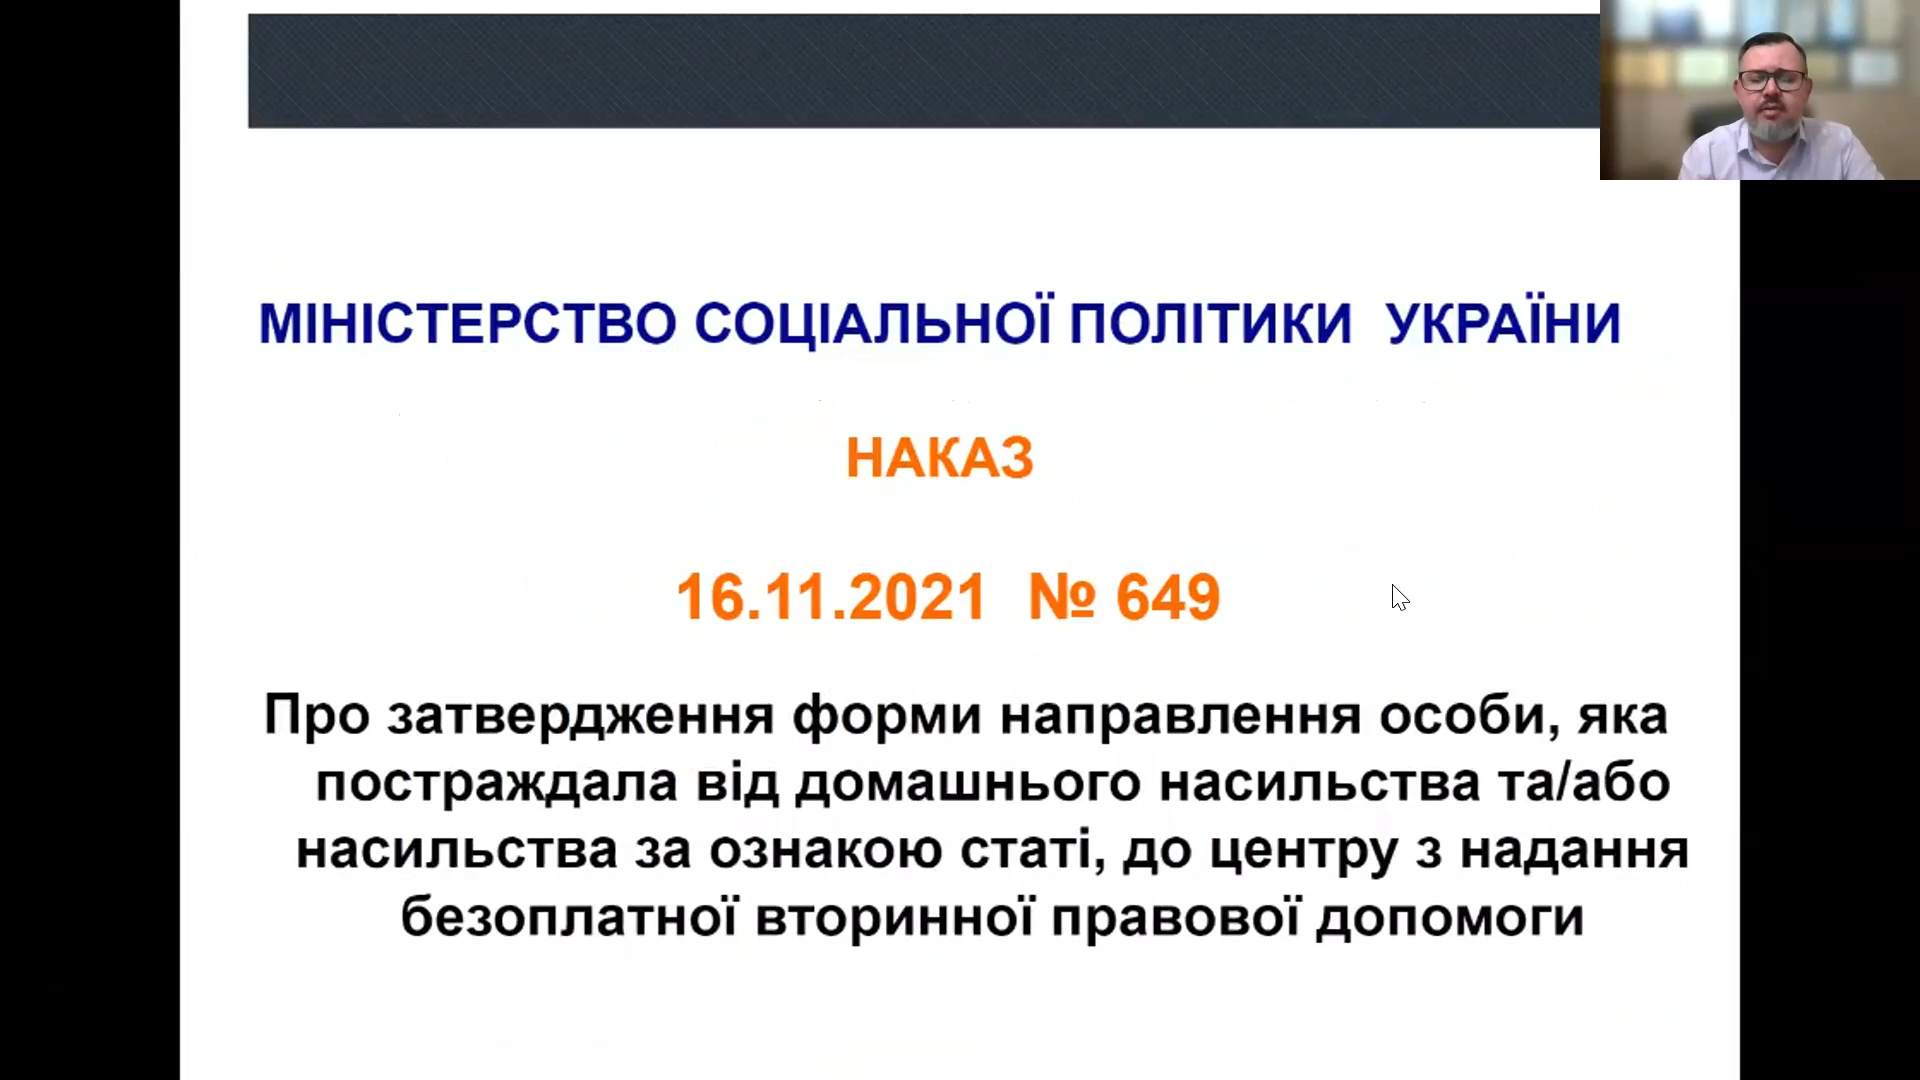 МІНІСТЕРСТВО СОЦІАЛЬНОЇ ПОЛІТИКИ УКРАЇНИ
НАКАЗ
16.11.2021 № 649
Про затвердження форми направлення особи, яка
постраждала від домашнього насильства та/або
насильства за ознакою статі, до центру з надання
безоплатної вторинної правової допомоги